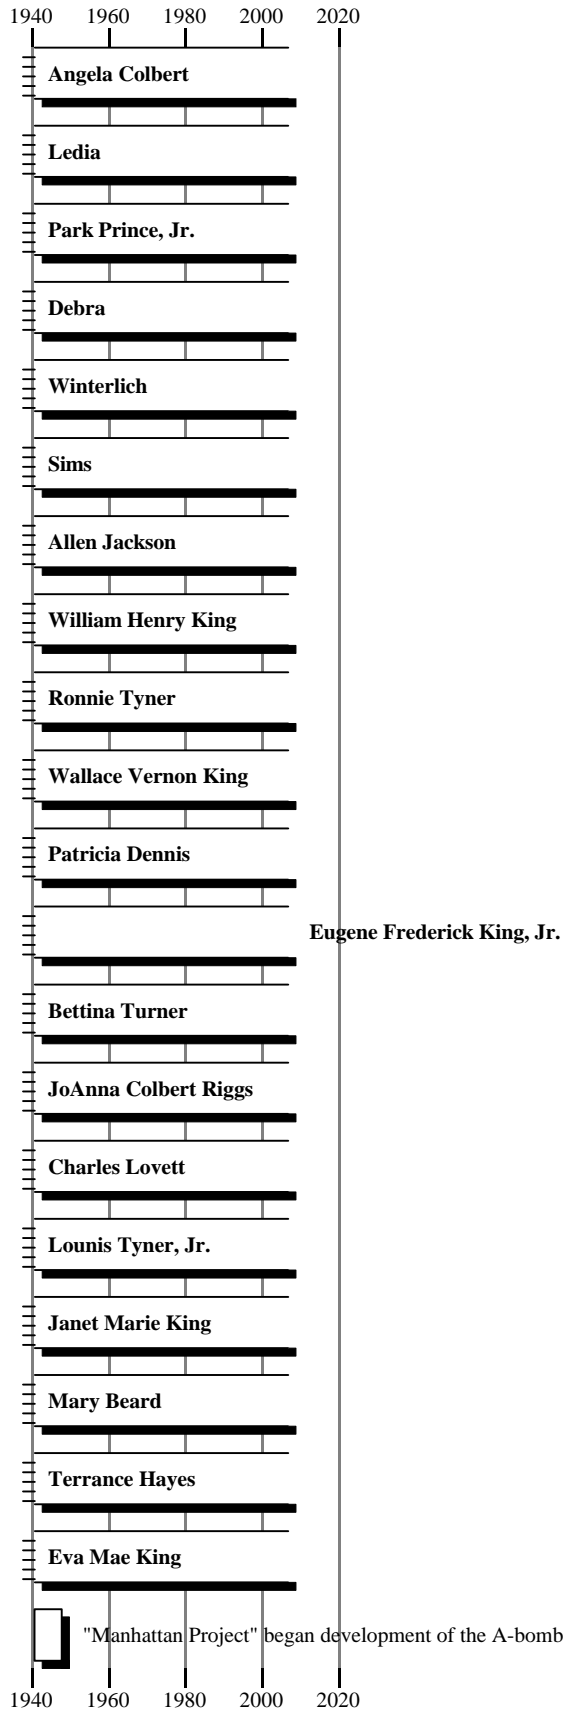 1940 1960 1980 2000 2020
Angela Colbert
Ledia
Park Prince, Jr.
Debra
Winterlich
Sims
Allen Jackson
William Henry King
Ronnie Tyner
Wallace Vernon King
Patricia Dennis
Eugene Frederick King, Jr.
Bettina Turner
JoAnna Colbert Riggs
Charles Lovett
Lounis Tyner, Jr.
Janet Marie King
Mary Beard
Terrance Hayes
Eva Mae King
"Manhattan Project" began development of the A-bomb
1940 1960 1980 2000 2020